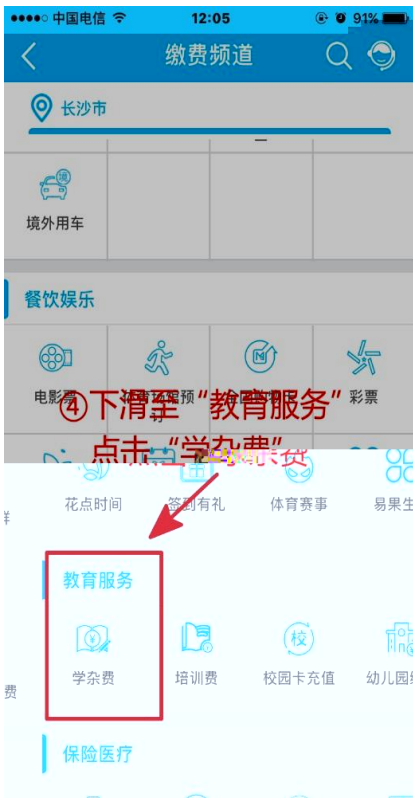 中国电信 12:05 91%
缴费频道
长沙市
境外用车
餐饮娱乐
电影票 彩票
④下滑至“教育服务”
点击“学杂费”
花点时间 签到有礼 体育赛事 易果生
教育服务
学杂费 培训费 校园卡充值 幼儿园
费
保险医疗